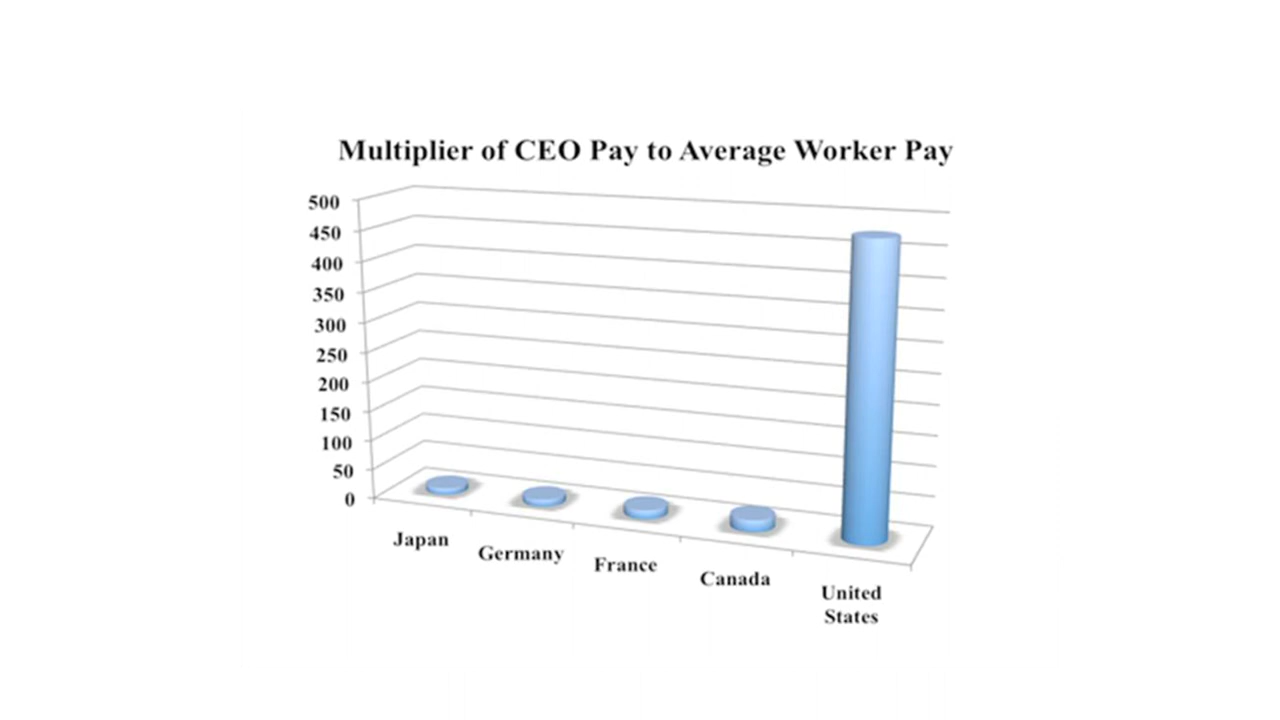 Multiplier of CEO Pay to Average Worker Pay
500
450
400
350
300
250
200
150
100
50
0
Japan
Germany
France
Canada
United
States